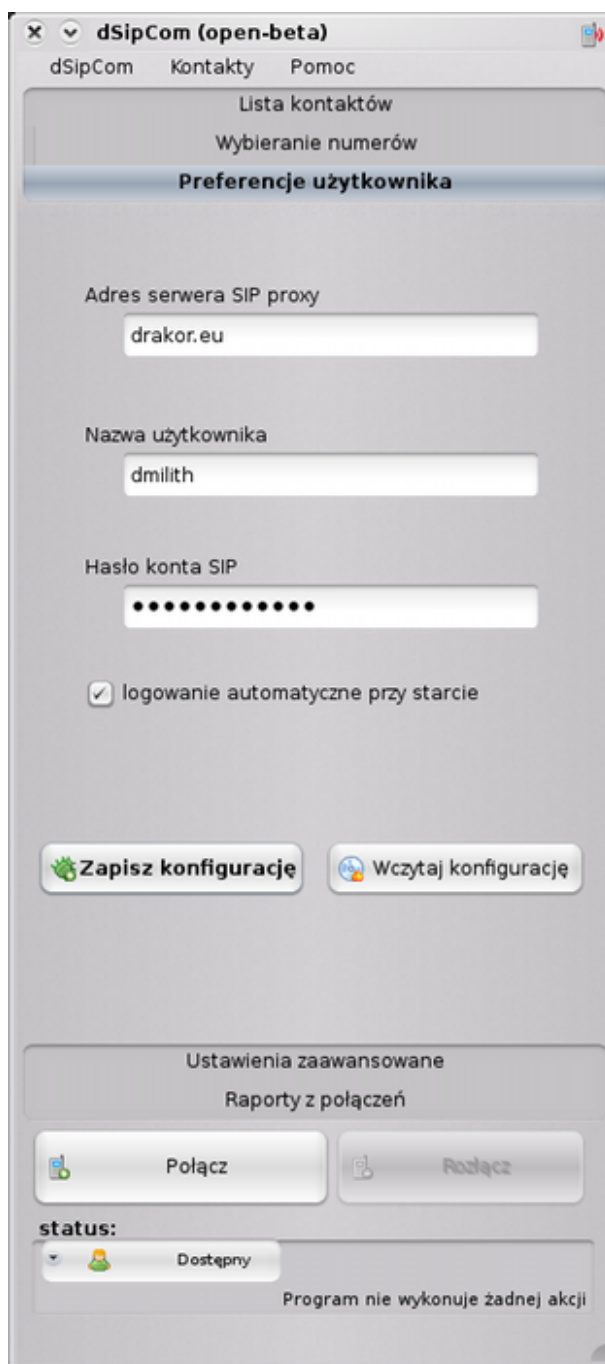 dSipCom (open-beta)
dSipCom Kontakty Pomoc
Lista kontaktów
Wybieranie numerów
Preferencje użytkownika
Adres serwera SIP proxy
drakor.eu
Nazwa użytkownika
dmilith
Hasło konta SIP
●●●●●●●●●●●●
logowanie automatyczne przy starcie
Zapisz konfigurację Wczytaj konfigurację
Ustawienia zaawansowane
Raporty z połączeń
Połącz Rozłącz
status:
Dostępny
Program nie wykonuje żadnej akcji